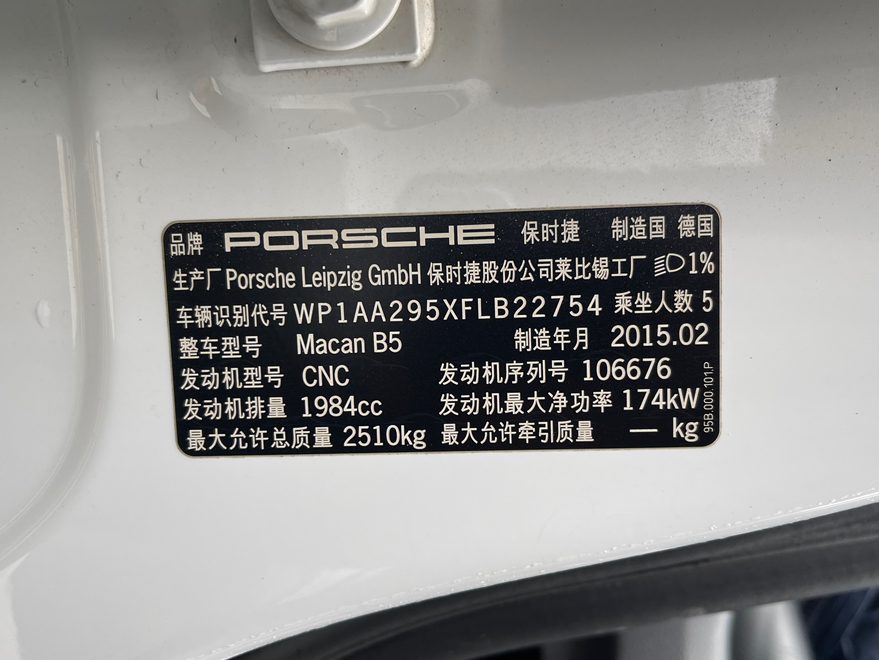 品牌 PORSCHE 保时捷 制造国 德国
生产厂 Porsche Leipzig GmbH 保时捷股份公司莱比锡工厂 1%
车辆识别代号 WP1AA295XFLB22754 乘坐人数 5
整车型号 Macan B5 制造年月 2015.02
发动机型号 CNC 发动机序列号 106676
发动机排量 1984cc 发动机最大净功率 174kW
最大允许总质量 2510kg 最大允许牵引质量 — kg
95B.000.101.P